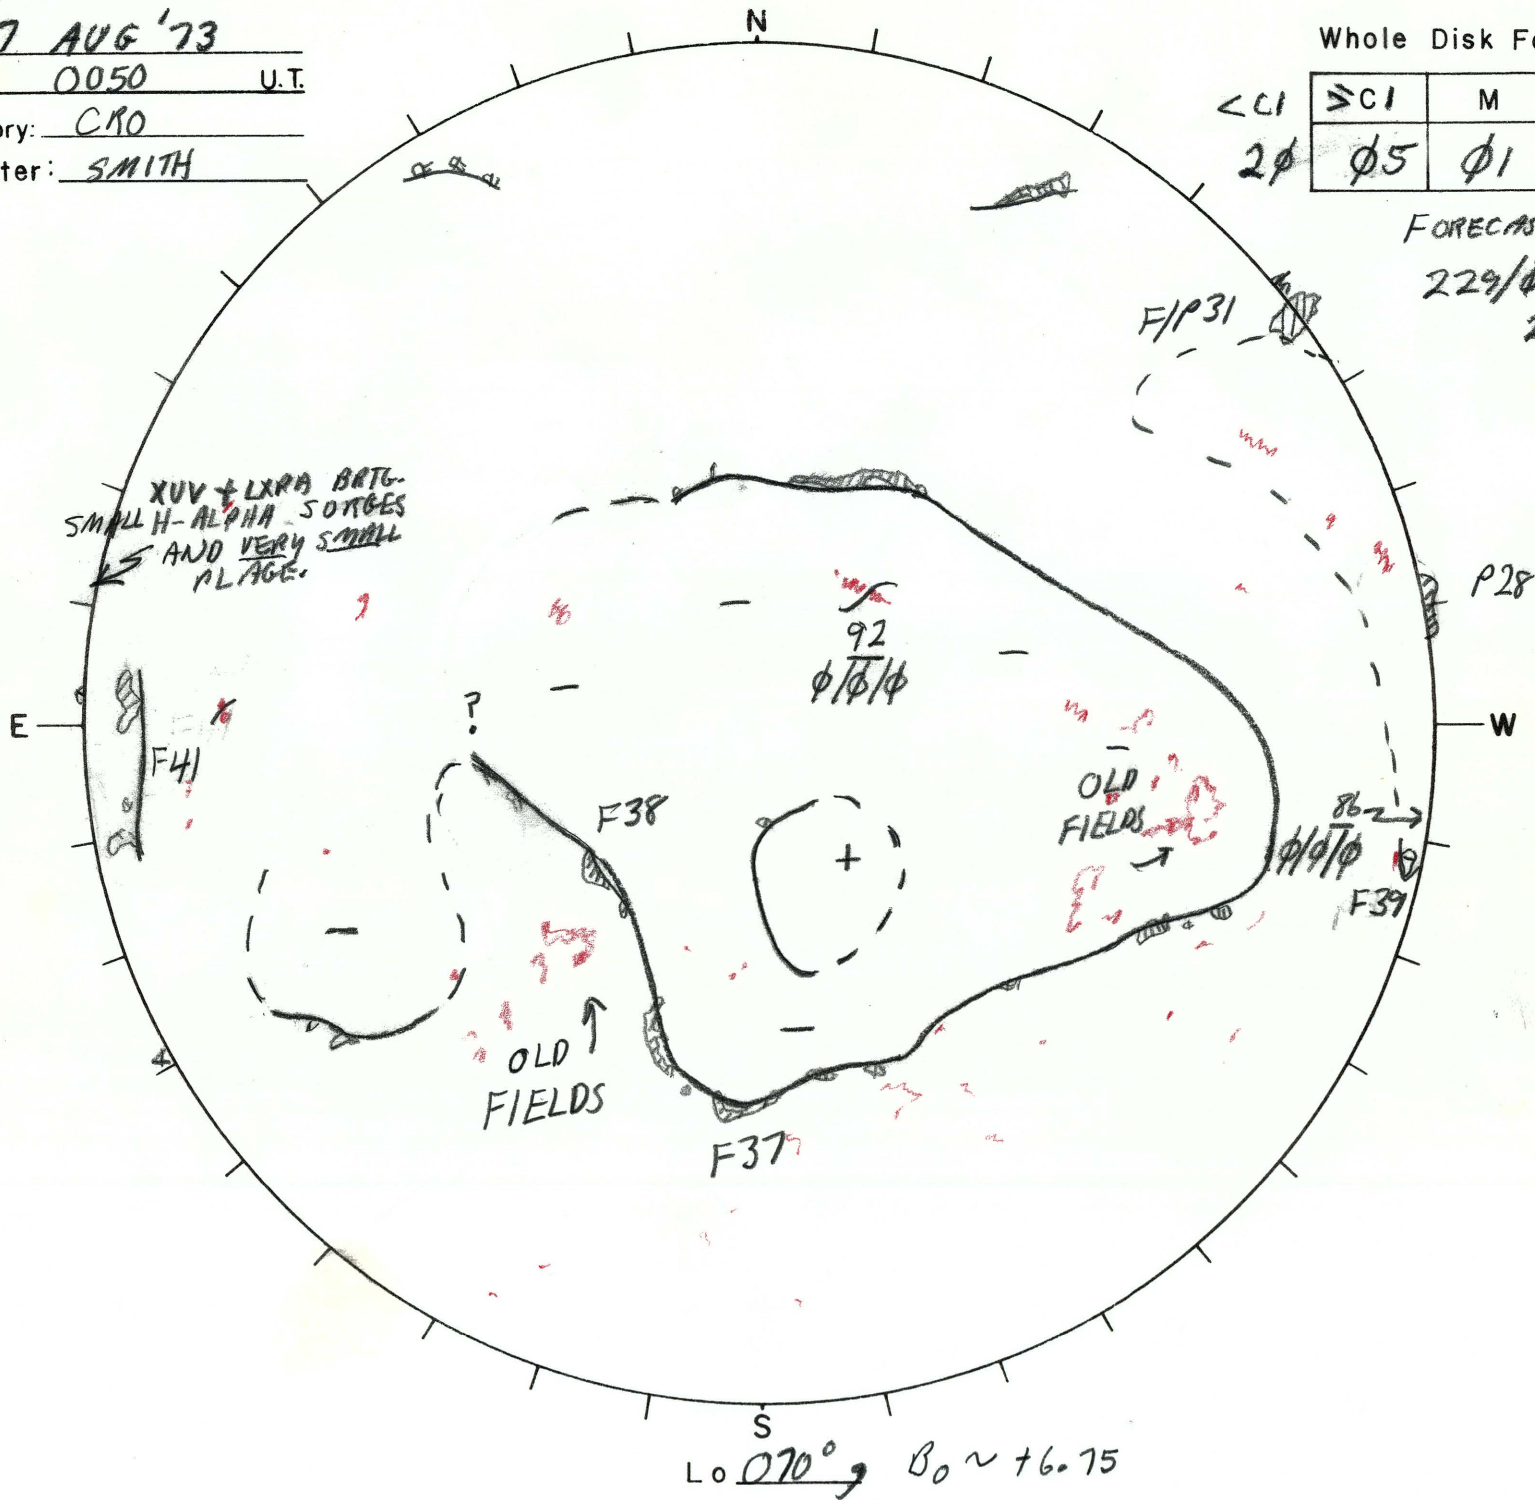 7 AUG '73
0050 U.T.
ory: CRO
ter: SMITH
N
Whole Disk Fo
<C1 ≥C1 M
2φ φ5 φ1
FORECAS
229/φ
2
F/P31
XUV + LXRA BRTG.
SMALL H-ALPHA SURGES
AND VERY SMALL
PLAGE.
P28
92
φ/φ/φ
?
E
W
F41
OLD
FIELDS
F38
86
φ/φ/φ
F39
+
OLD
FIELDS
F37
S
Lo 070°, Bo ~ +6.75